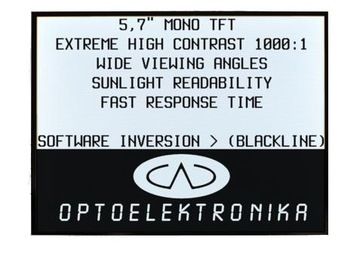 5,7" MONO TFT
EXTREME HIGH CONTRAST 1000:1
WIDE VIEWING ANGLES
SUNLIGHT READABILITY
FAST RESPONSE TIME
SOFTWARE INVERSION > (BLACKLINE)
OPTOELEKTRONIKA